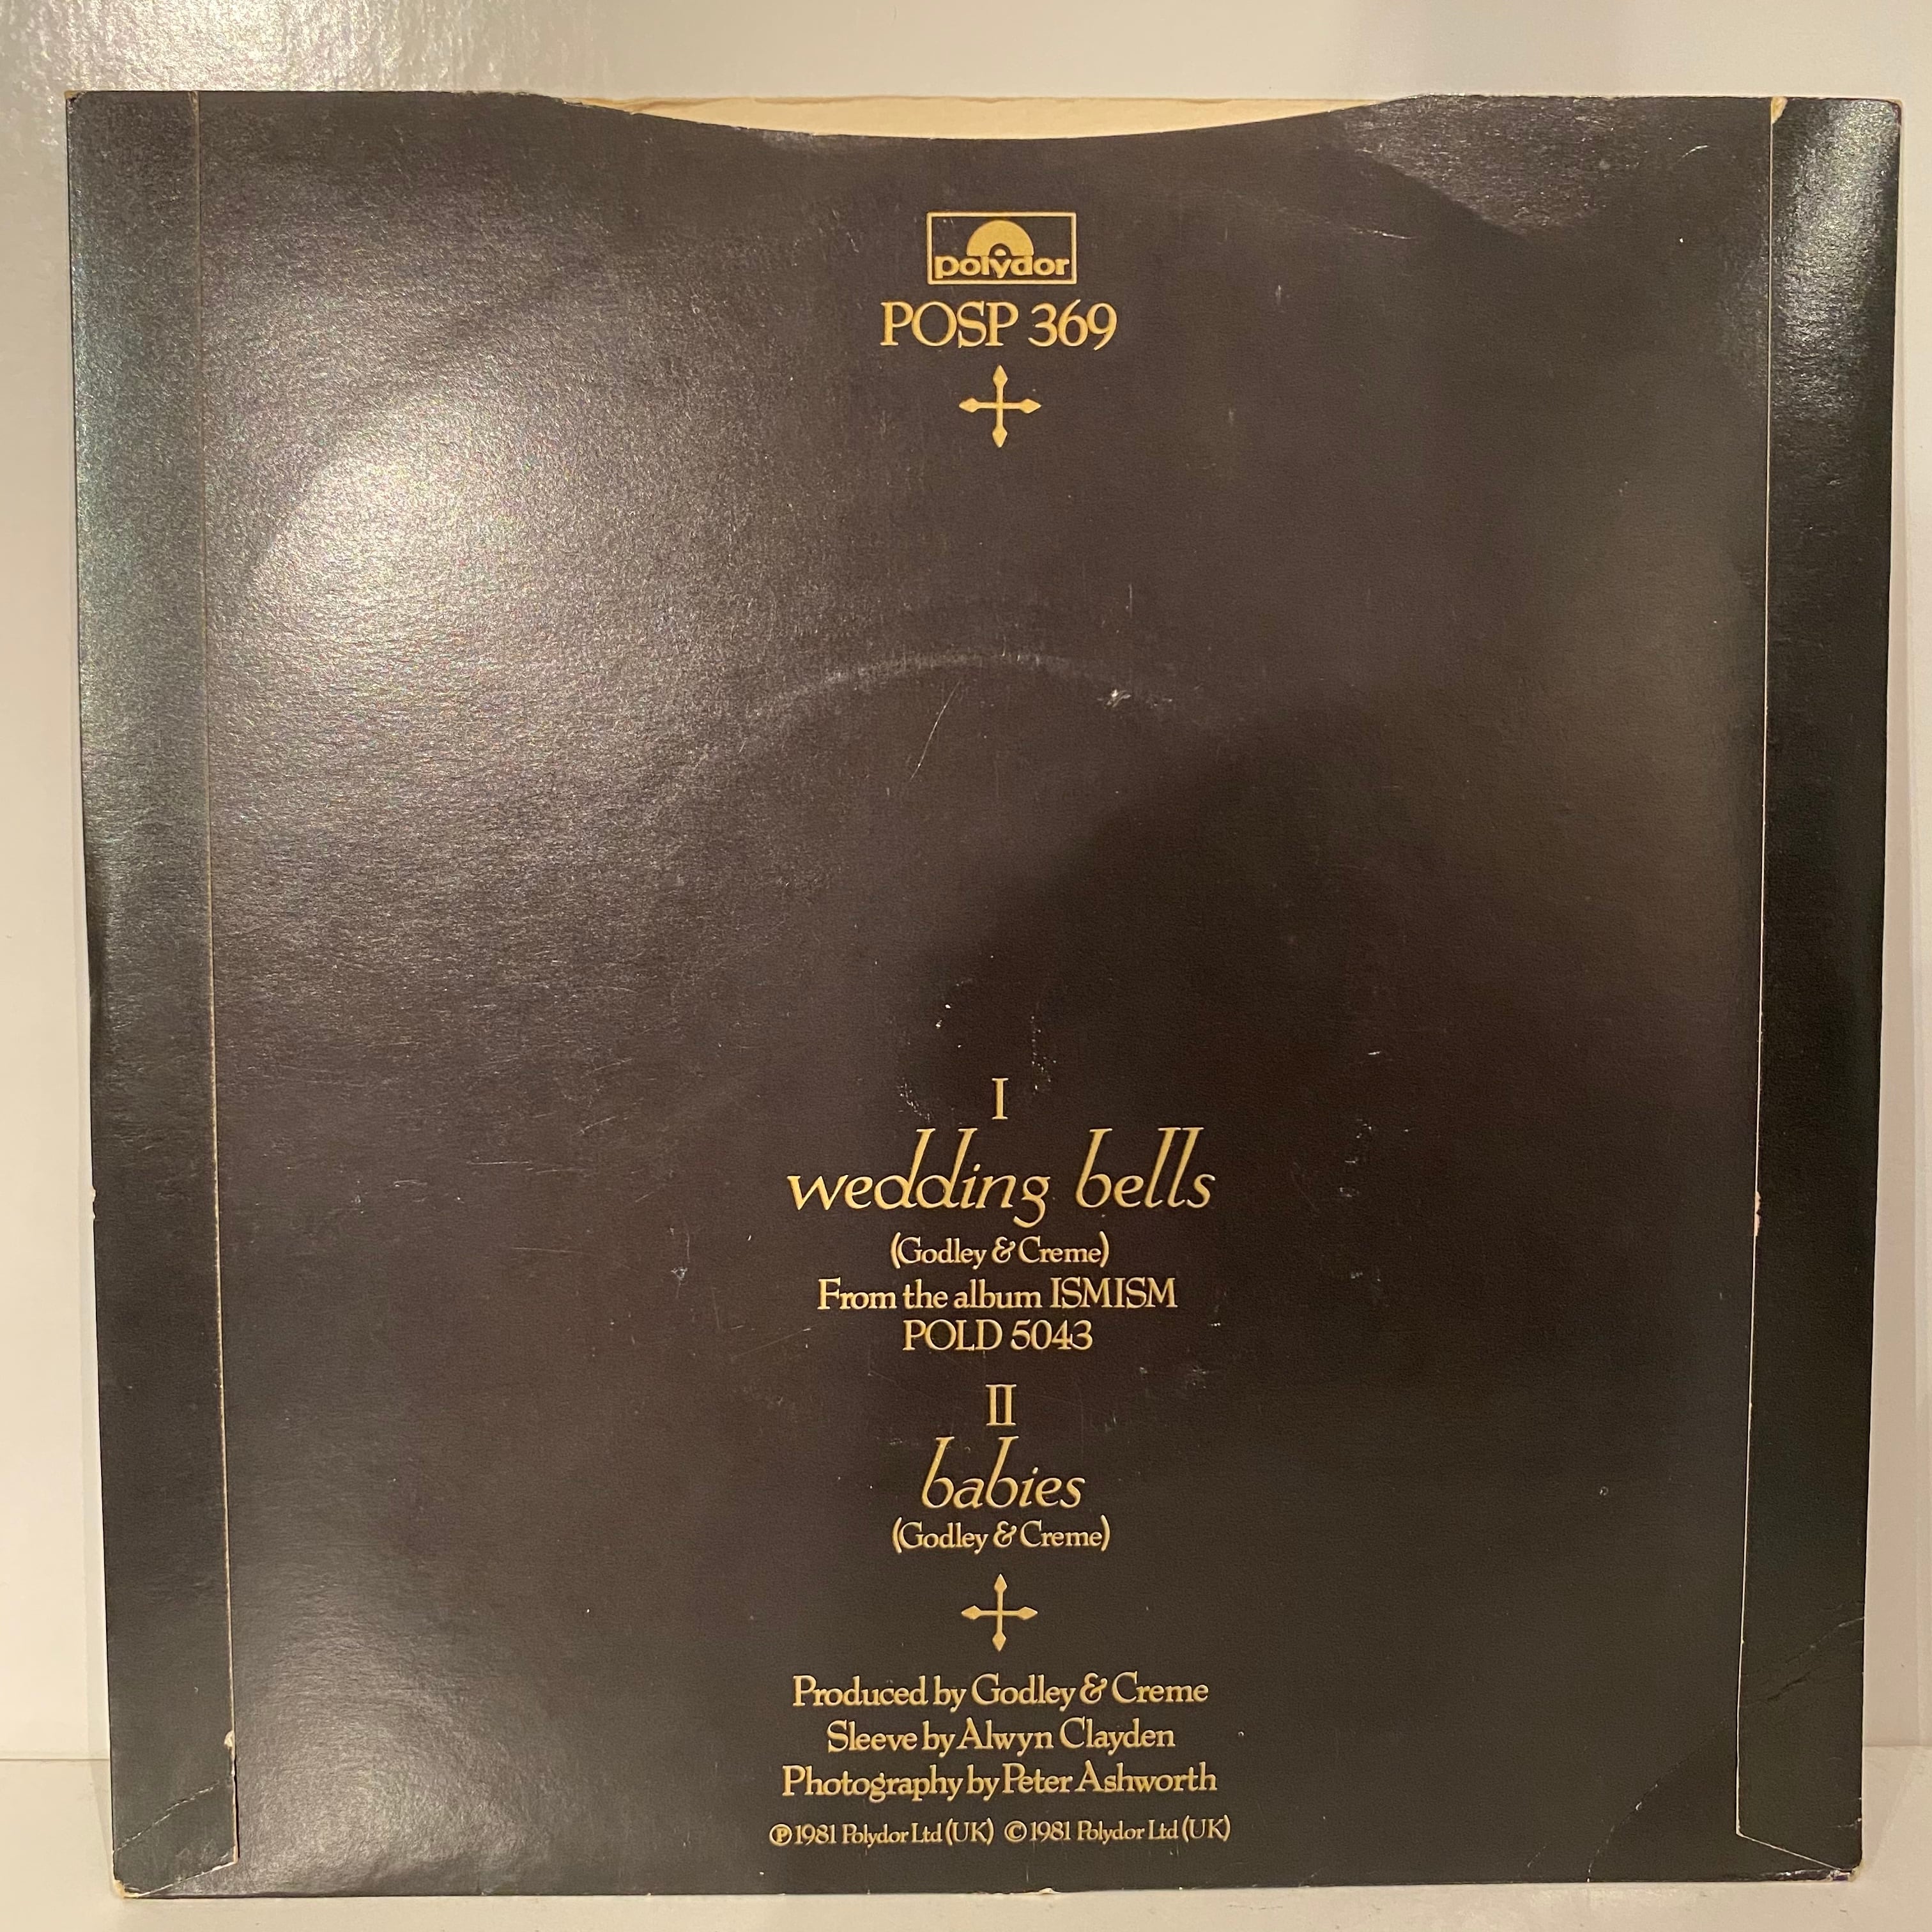 polydor
POSP 369
I
wedding bells
(Godley & Creme)
From the album ISMISM
POLD 5043
II
babies
(Godley & Creme)
Produced by Godley & Creme
Sleeve by Alwyn Clayden
Photography by Peter Ashworth
℗ 1981 Polydor Ltd (UK) © 1981 Polydor Ltd (UK)